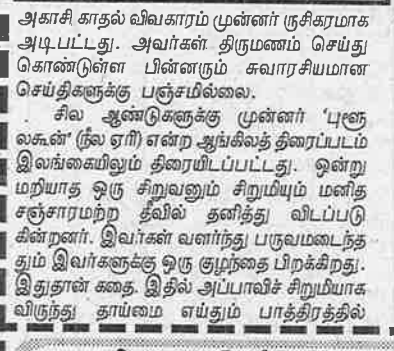 அகாசி காதல் விவகாரம் முன்னர் ருசிகரமாக
அடிபட்டது. அவர்கள் திருமணம் செய்து
கொண்டுள்ள பின்னரும் சுவாரசியமான
செய்திகளுக்கு பஞ்சமில்லை.
சில ஆண்டுகளுக்கு முன்னர் 'புளூ
லகூன்' (நீல ஏரி) என்ற ஆங்கிலத் திரைப்படம்
இலங்கையிலும் திரையிடப்பட்டது. ஒன்று
மறியாத ஒரு சிறுவனும் சிறுமியும் மனித
சஞ்சாரமற்ற தீவில் தனித்து விடப்படு
கின்றனர். இவர்கள் வளர்ந்து பருவமடைந்த
தும் இவர்களுக்கு ஒரு குழந்தை பிறக்கிறது.
இதுதான் கதை. இதில் அப்பாவிச் சிறுமியாக
விருந்து தாய்மை எய்தும் பாத்திரத்தில்